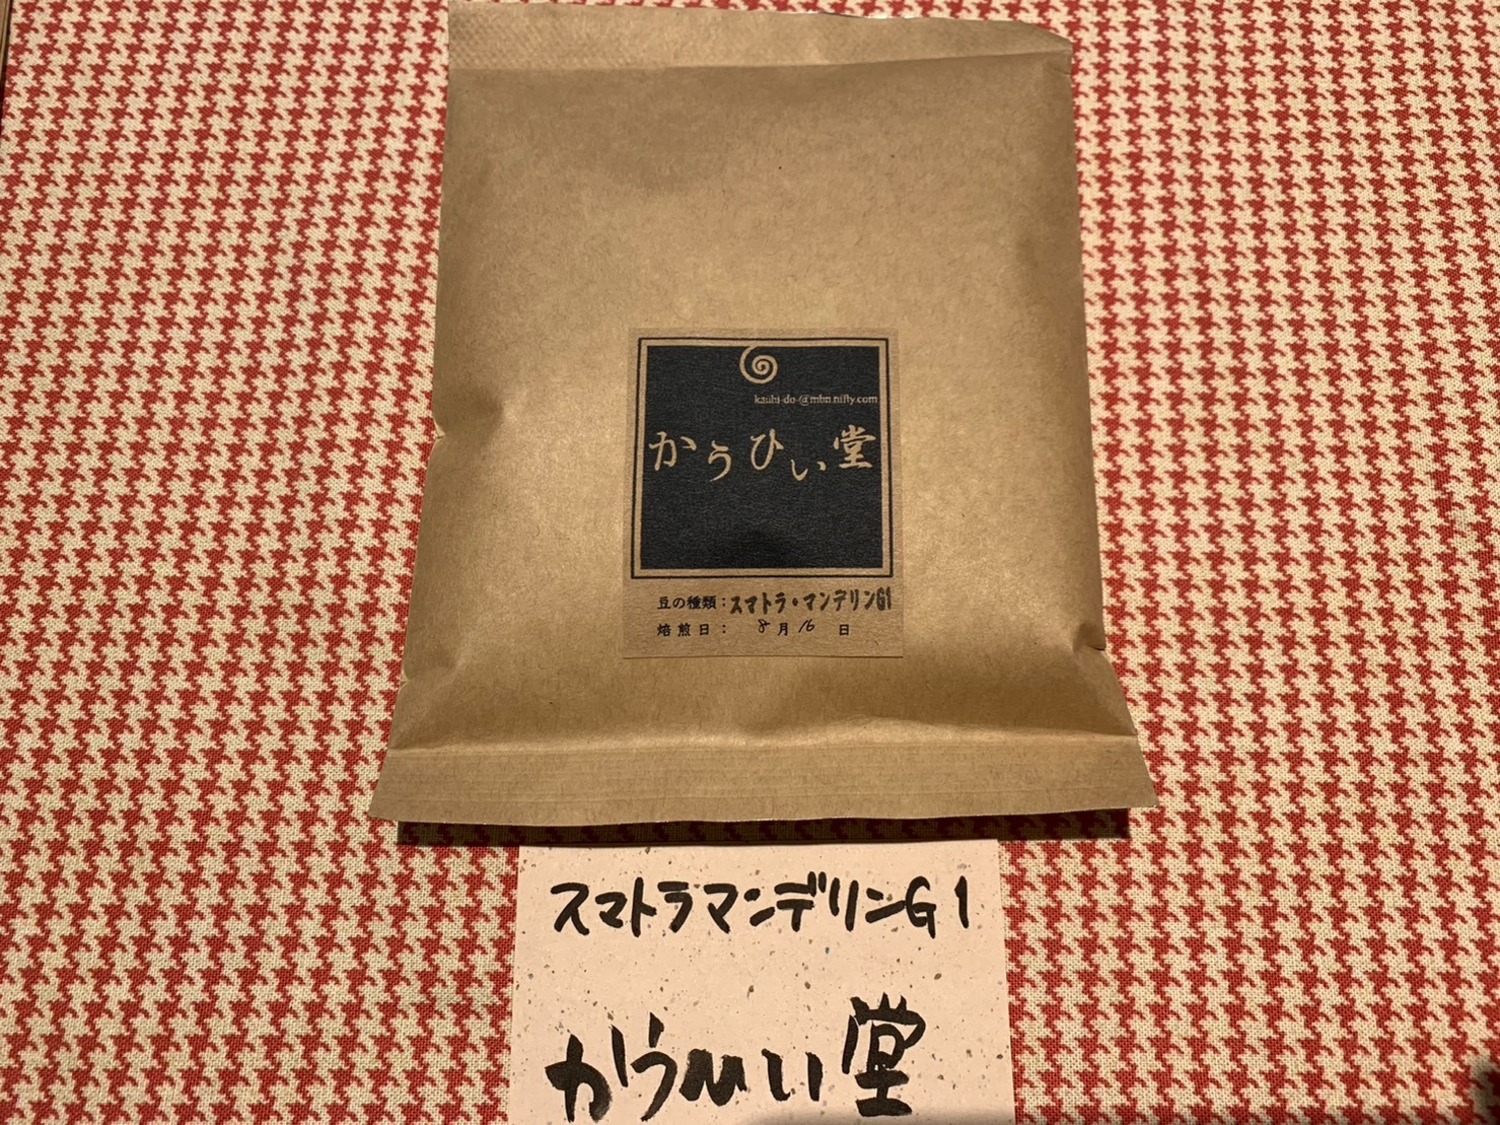 kauhi-do-@mbn.nifty.com
かうひい堂
豆の種類：スマトラ・マンデリンG1
焙煎日： 8月16日
スマトラマンデリンG1
かうひい堂